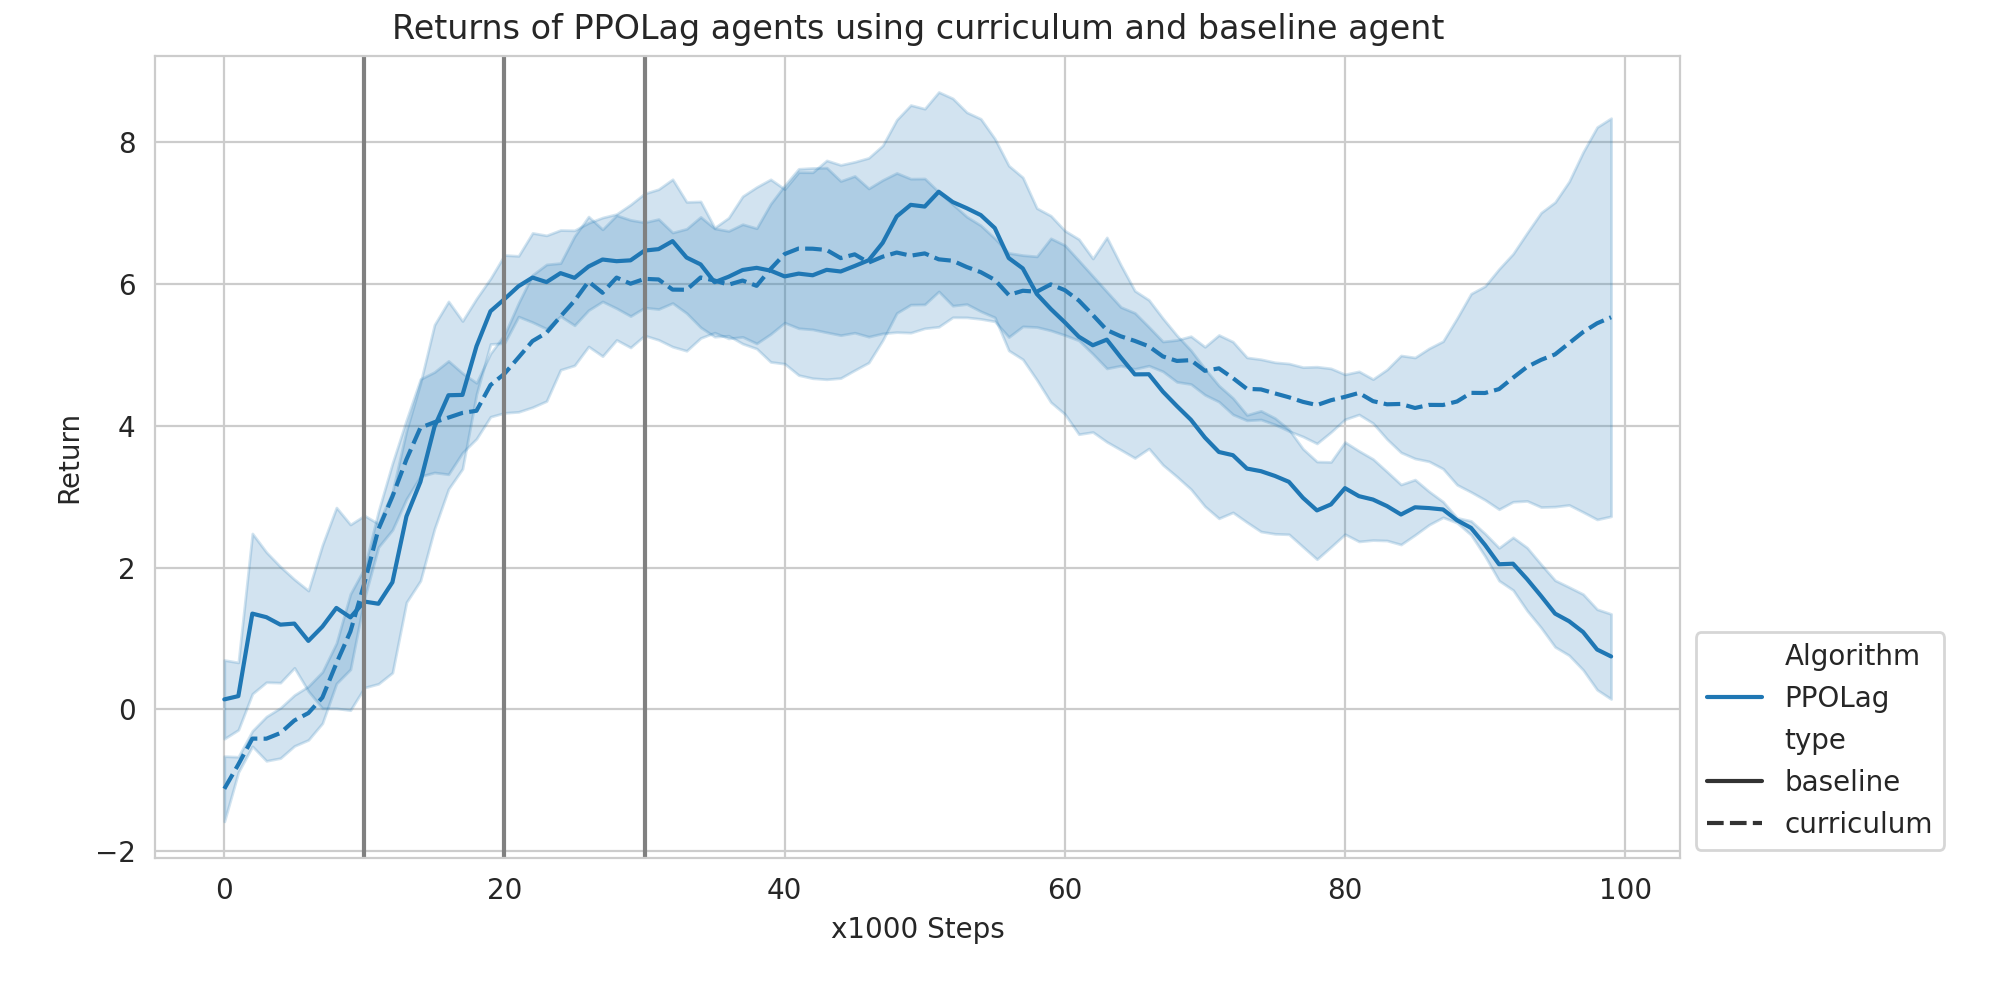 Returns of PPOLag agents using curriculum and baseline agent
8
6
4
2
0
−2
Return
0 20 40 60 80 100
x1000 Steps
Algorithm
PPOLag
type
baseline
curriculum